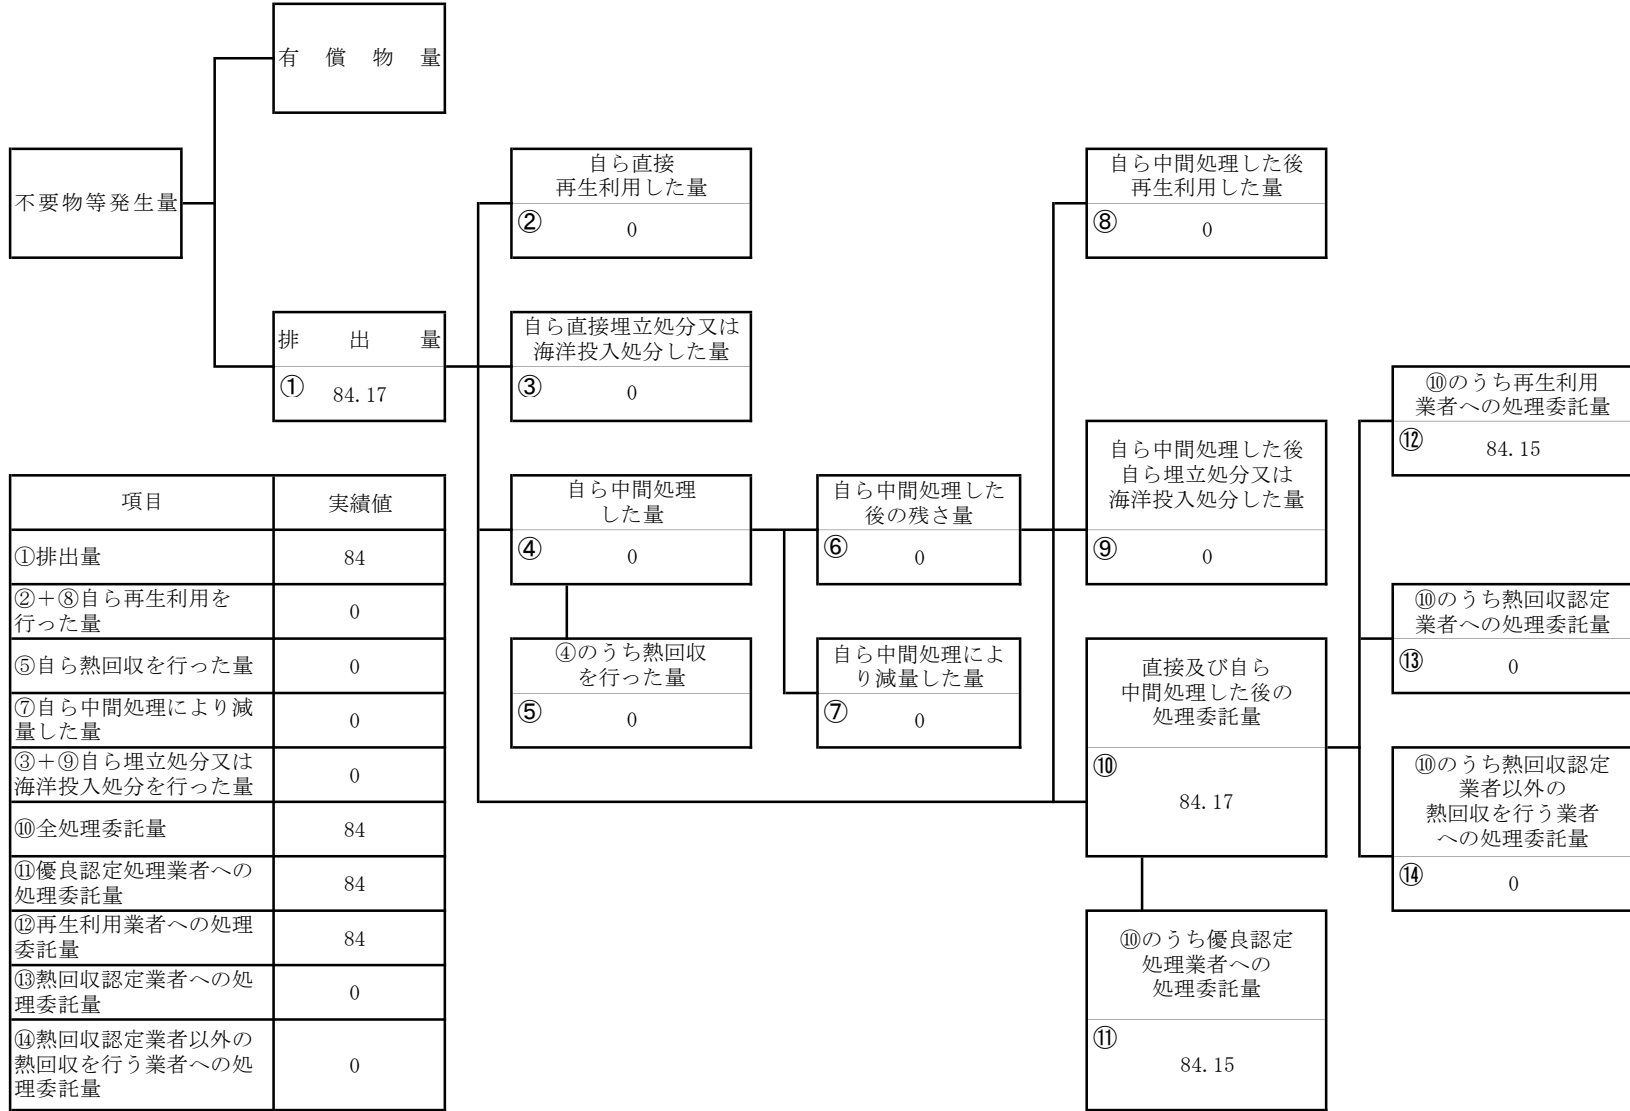 有償物量
不要物等発生量
排出量
① 84.17
自ら直接
再生利用した量
② 0
自ら直接埋立処分又は
海洋投入処分した量
③ 0
自ら中間処理
した量
④ 0
④のうち熱回収
を行った量
⑤ 0
自ら中間処理した
後の残さ量
⑥ 0
自ら中間処理によ
り減量した量
⑦ 0
自ら中間処理した後
再生利用した量
⑧ 0
自ら中間処理した後
自ら埋立処分又は
海洋投入処分した量
⑨ 0
直接及び自ら
中間処理した後の
処理委託量
⑩
84.17
⑩のうち優良認定
処理業者への
処理委託量
⑪
84.15
⑩のうち再生利用
業者への処理委託量
⑫ 84.15
⑩のうち熱回収認定
業者への処理委託量
⑬ 0
⑩のうち熱回収認定
業者以外の
熱回収を行う業者
への処理委託量
⑭ 0
項目 実績値
①排出量 84
②+⑧自ら再生利用を
行った量 0
⑤自ら熱回収を行った量 0
⑦自ら中間処理により減
量した量 0
③+⑨自ら埋立処分又は
海洋投入処分を行った量 0
⑩全処理委託量 84
⑪優良認定処理業者への
処理委託量 84
⑫再生利用業者への処理
委託量 84
⑬熱回収認定業者への処
理委託量 0
⑭熱回収認定業者以外の
熱回収を行う業者への処
理委託量 0